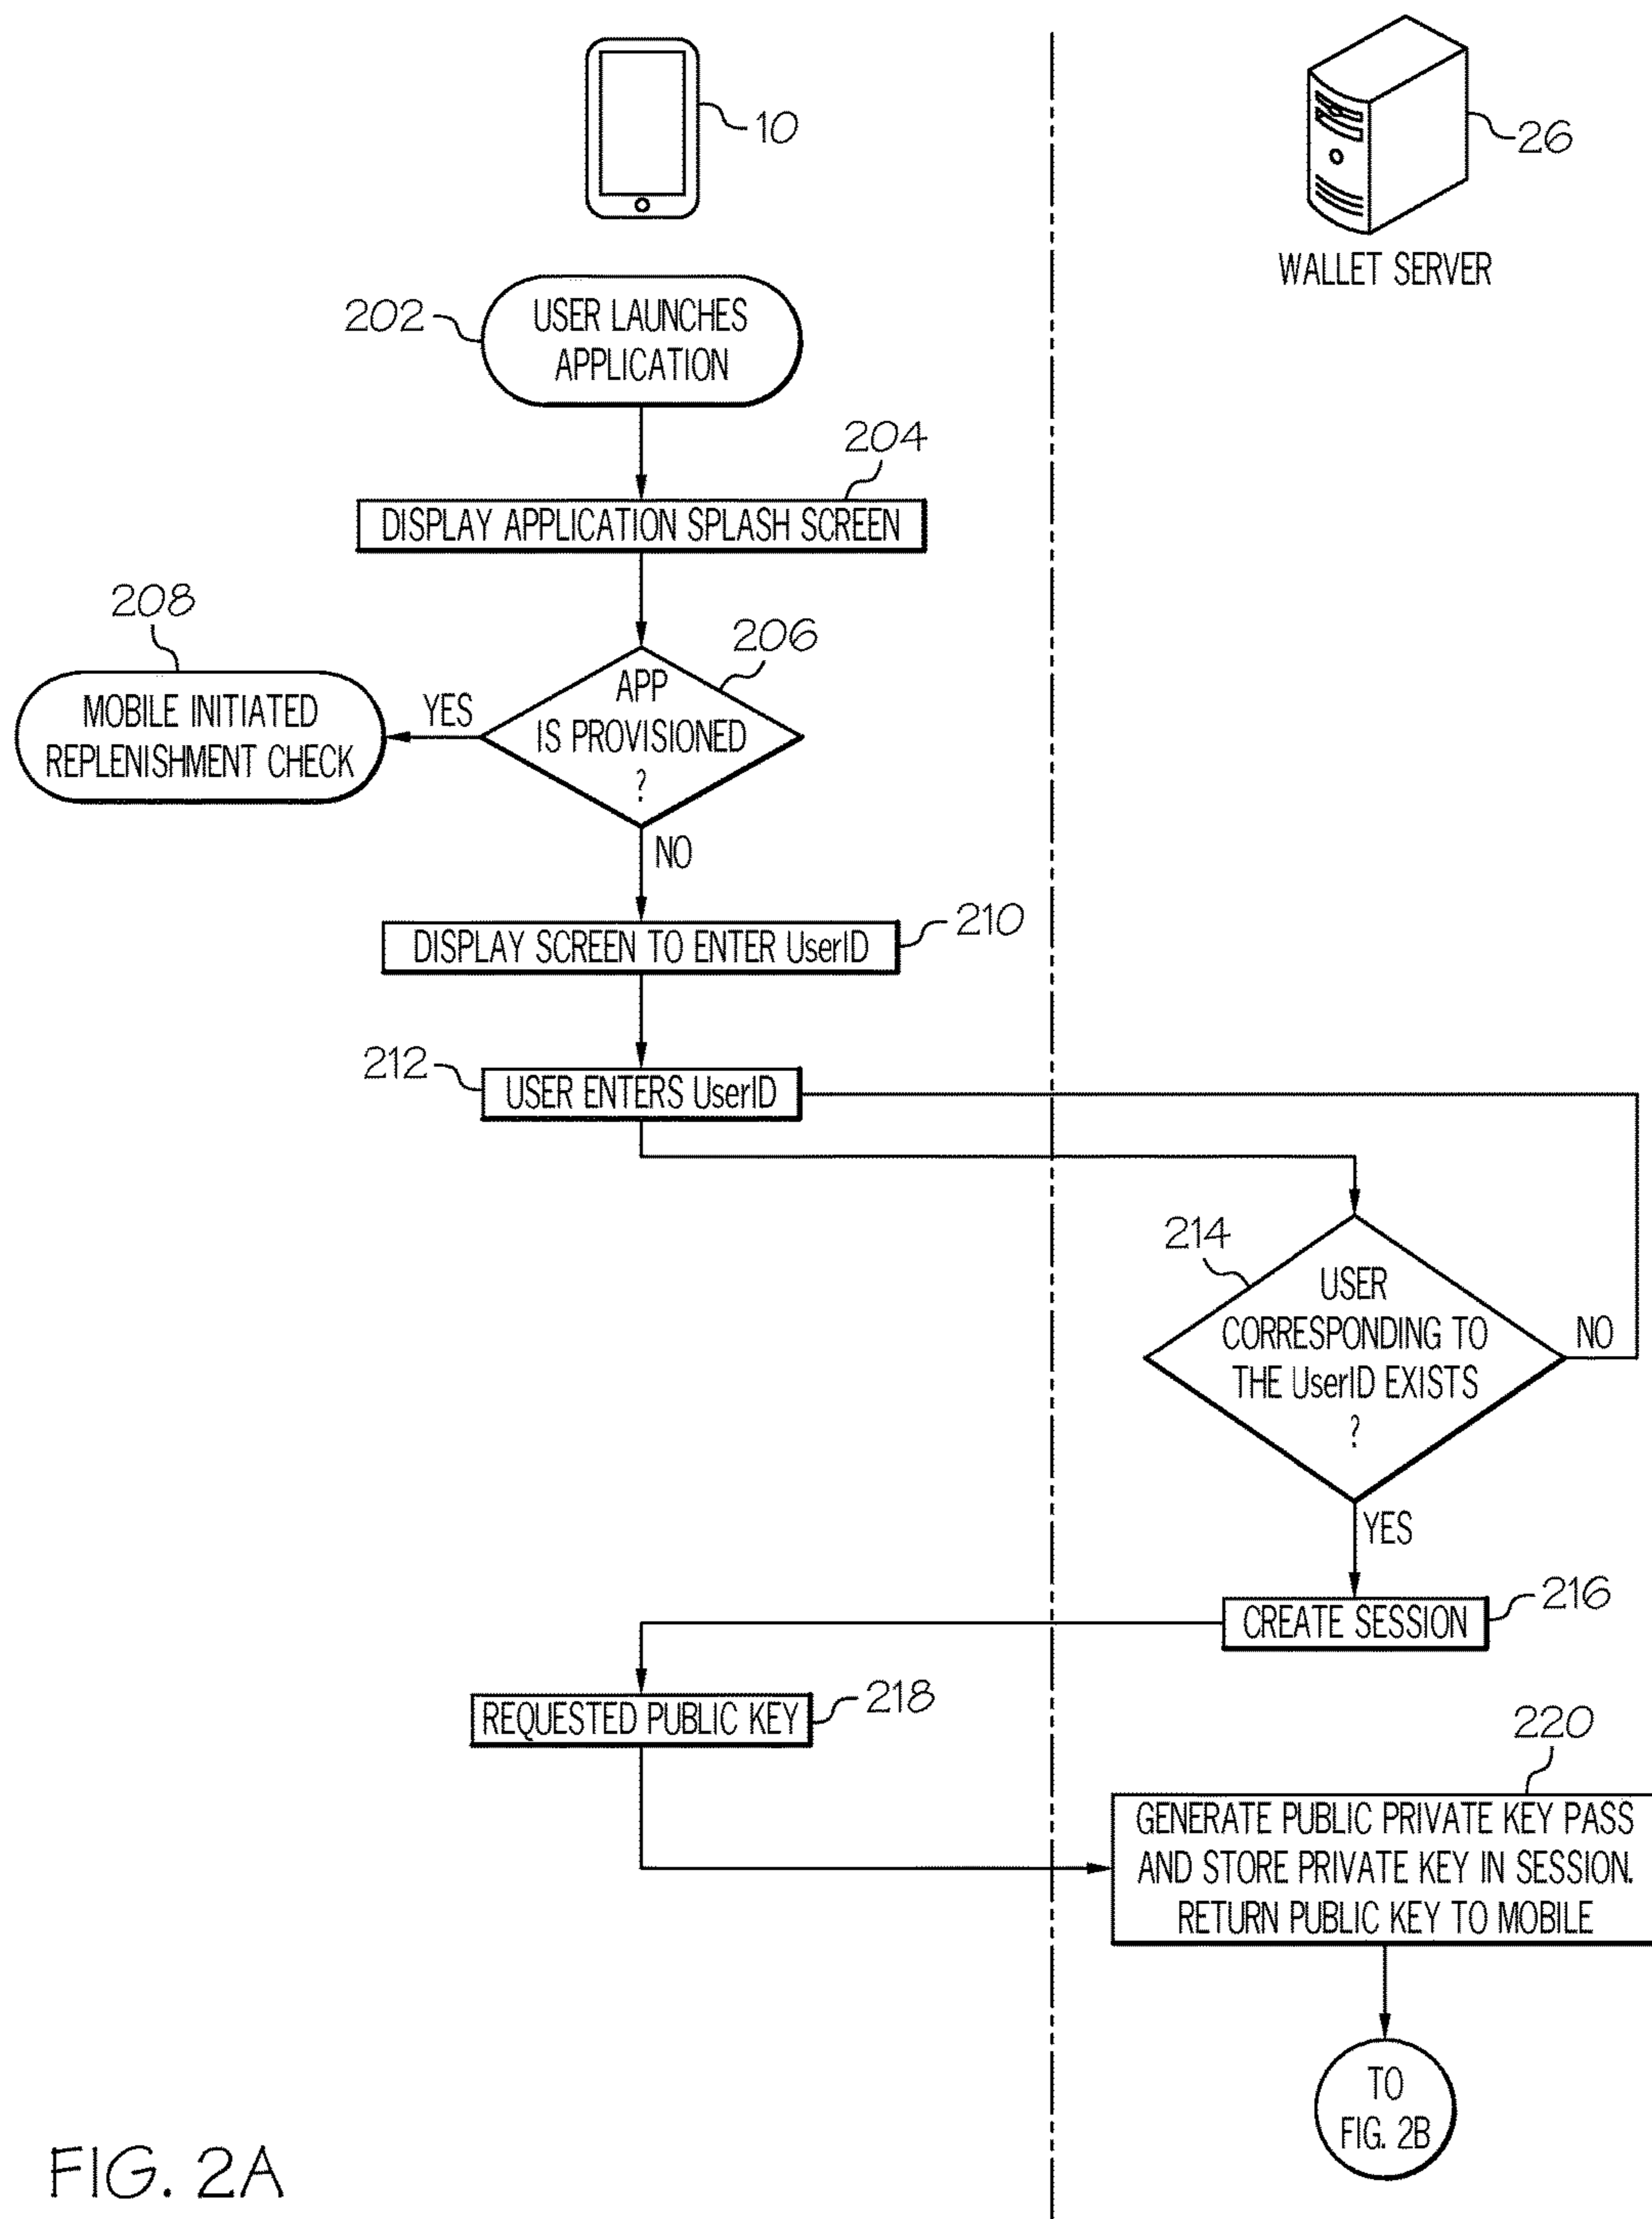 10
26
WALLET SERVER
202
USER LAUNCHES
APPLICATION
204
DISPLAY APPLICATION SPLASH SCREEN
208
206
MOBILE INITIATED
REPLENISHMENT CHECK
YES
APP
IS PROVISIONED
?
NO
210
DISPLAY SCREEN TO ENTER UserID
212
USER ENTERS UserID
214
USER
CORRESPONDING TO
THE UserID EXISTS
?
NO
YES
216
CREATE SESSION
218
REQUESTED PUBLIC KEY
220
GENERATE PUBLIC PRIVATE KEY PASS
AND STORE PRIVATE KEY IN SESSION.
RETURN PUBLIC KEY TO MOBILE
TO
FIG. 2B
FIG. 2A